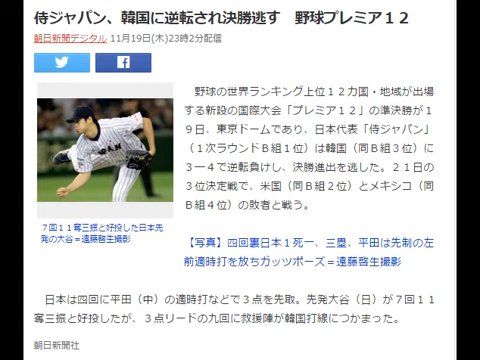 侍ジャパン、韓国に逆転され決勝逃す　野球プレミア１２
朝日新聞デジタル 11月19日(木)23時2分配信
野球の世界ランキング上位１２カ国・地域が出場
する新設の国際大会「プレミア１２」の準決勝が１
９日、東京ドームであり、日本代表「侍ジャパン」
（１次ラウンドＢ組１位）は韓国（同Ｂ組３位）に
３―４で逆転負けし、決勝進出を逃した。２１日の
３位決定戦で、米国（同Ｂ組２位）とメキシコ（同
Ｂ組４位）の敗者と戦う。
７回１１奪三振と好投した日本先
発の大谷＝遠藤啓生撮影
【写真】四回裏日本１死一、三塁、平田は先制の左
前適時打を放ちガッツポーズ＝遠藤啓生撮影
日本は四回に平田（中）の適時打などで３点を先取。先発大谷（日）が７回１１
奪三振と好投したが、３点リードの九回に救援陣が韓国打線につかまった。
朝日新聞社